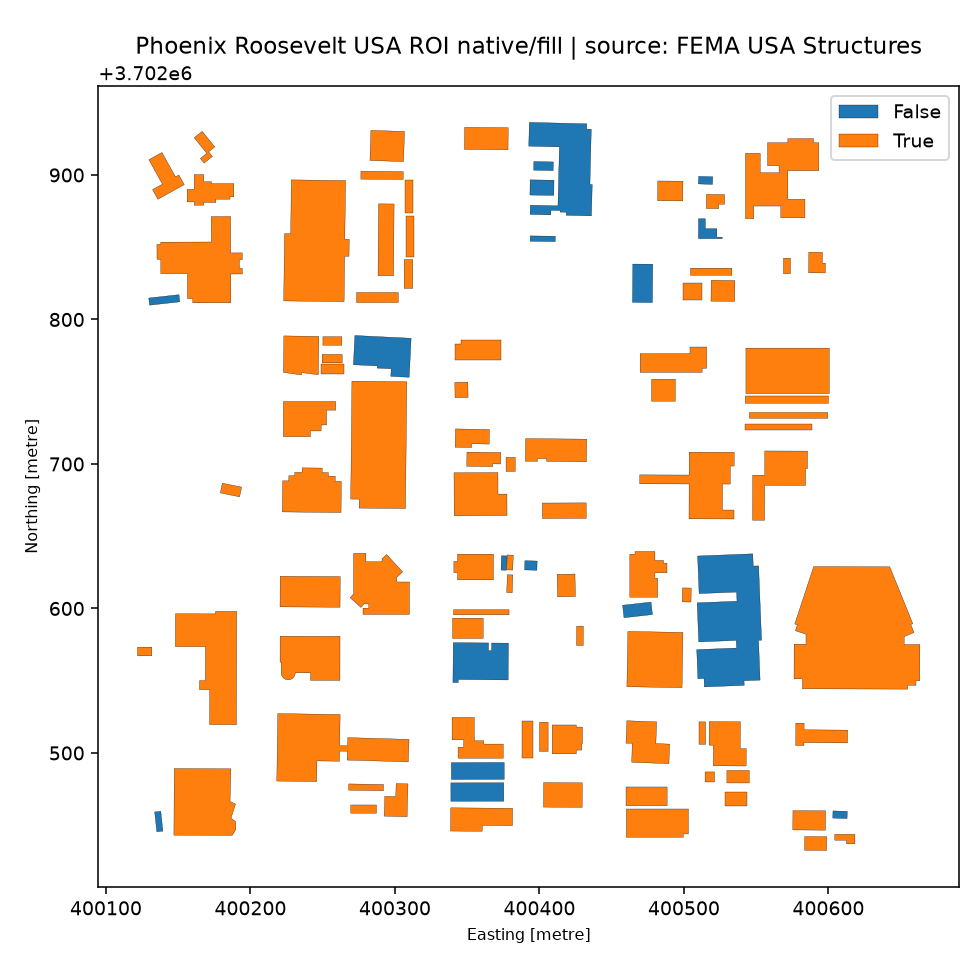 Phoenix Roosevelt USA ROI native/fill | source: FEMA USA Structures
+3.702e6
False
True
900
800
700
600
500
Northing [metre]
400100 400200 400300 400400 400500 400600
Easting [metre]